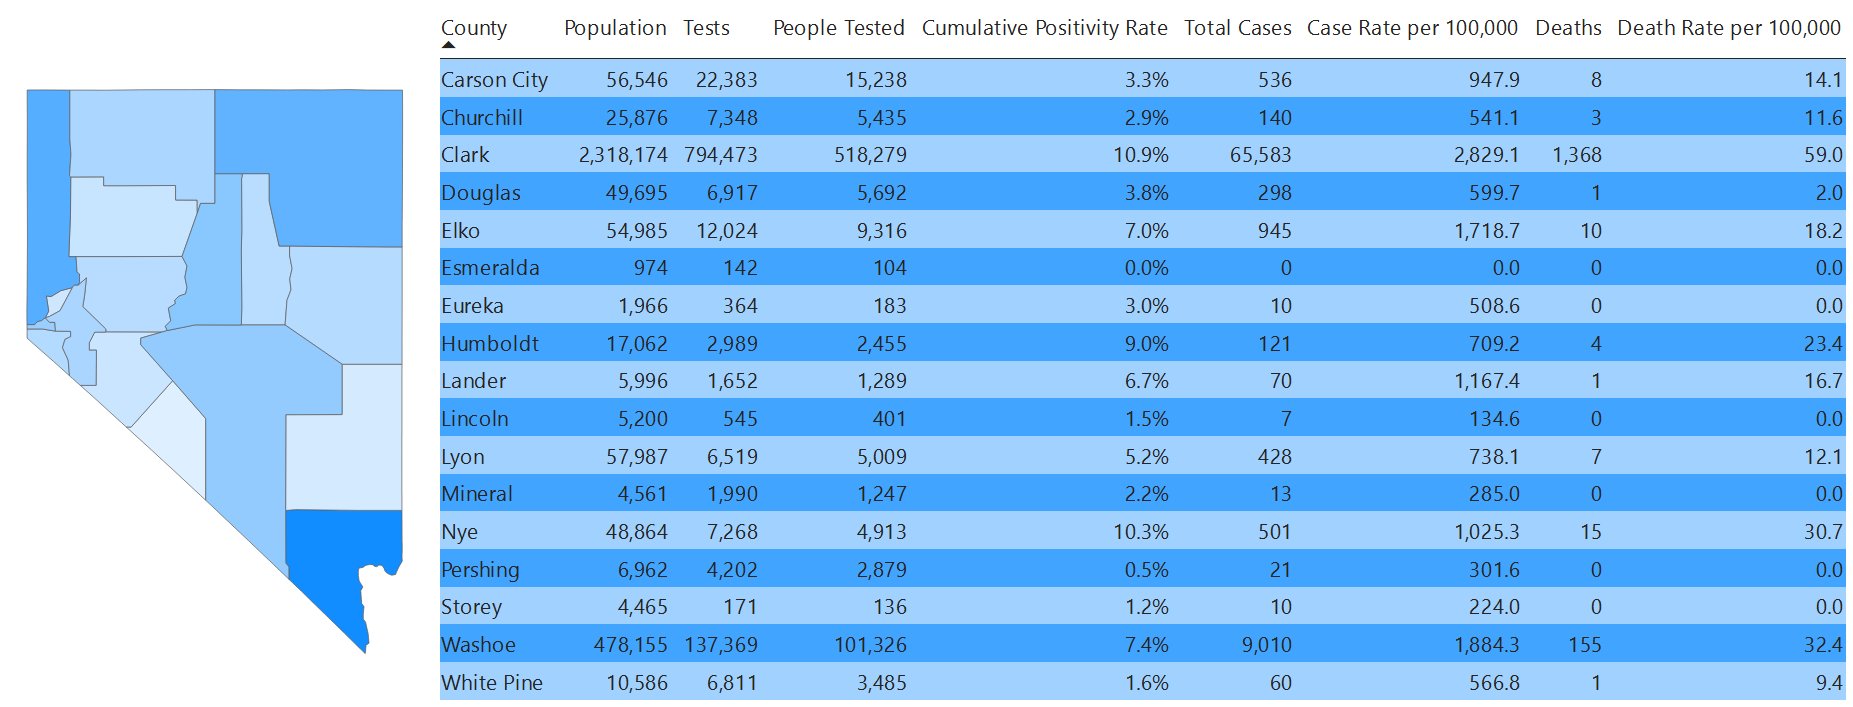 County Population Tests People Tested Cumulative Positivity Rate Total Cases Case Rate per 100,000 Deaths Death Rate per 100,000
Carson City 56,546 22,383 15,238 3.3% 536 947.9 8 14.1
Churchill 25,876 7,348 5,435 2.9% 140 541.1 3 11.6
Clark 2,318,174 794,473 518,279 10.9% 65,583 2,829.1 1,368 59.0
Douglas 49,695 6,917 5,692 3.8% 298 599.7 1 2.0
Elko 54,985 12,024 9,316 7.0% 945 1,718.7 10 18.2
Esmeralda 974 142 104 0.0% 0 0.0 0 0.0
Eureka 1,966 364 183 3.0% 10 508.6 0 0.0
Humboldt 17,062 2,989 2,455 9.0% 121 709.2 4 23.4
Lander 5,996 1,652 1,289 6.7% 70 1,167.4 1 16.7
Lincoln 5,200 545 401 1.5% 7 134.6 0 0.0
Lyon 57,987 6,519 5,009 5.2% 428 738.1 7 12.1
Mineral 4,561 1,990 1,247 2.2% 13 285.0 0 0.0
Nye 48,864 7,268 4,913 10.3% 501 1,025.3 15 30.7
Pershing 6,962 4,202 2,879 0.5% 21 301.6 0 0.0
Storey 4,465 171 136 1.2% 10 224.0 0 0.0
Washoe 478,155 137,369 101,326 7.4% 9,010 1,884.3 155 32.4
White Pine 10,586 6,811 3,485 1.6% 60 566.8 1 9.4